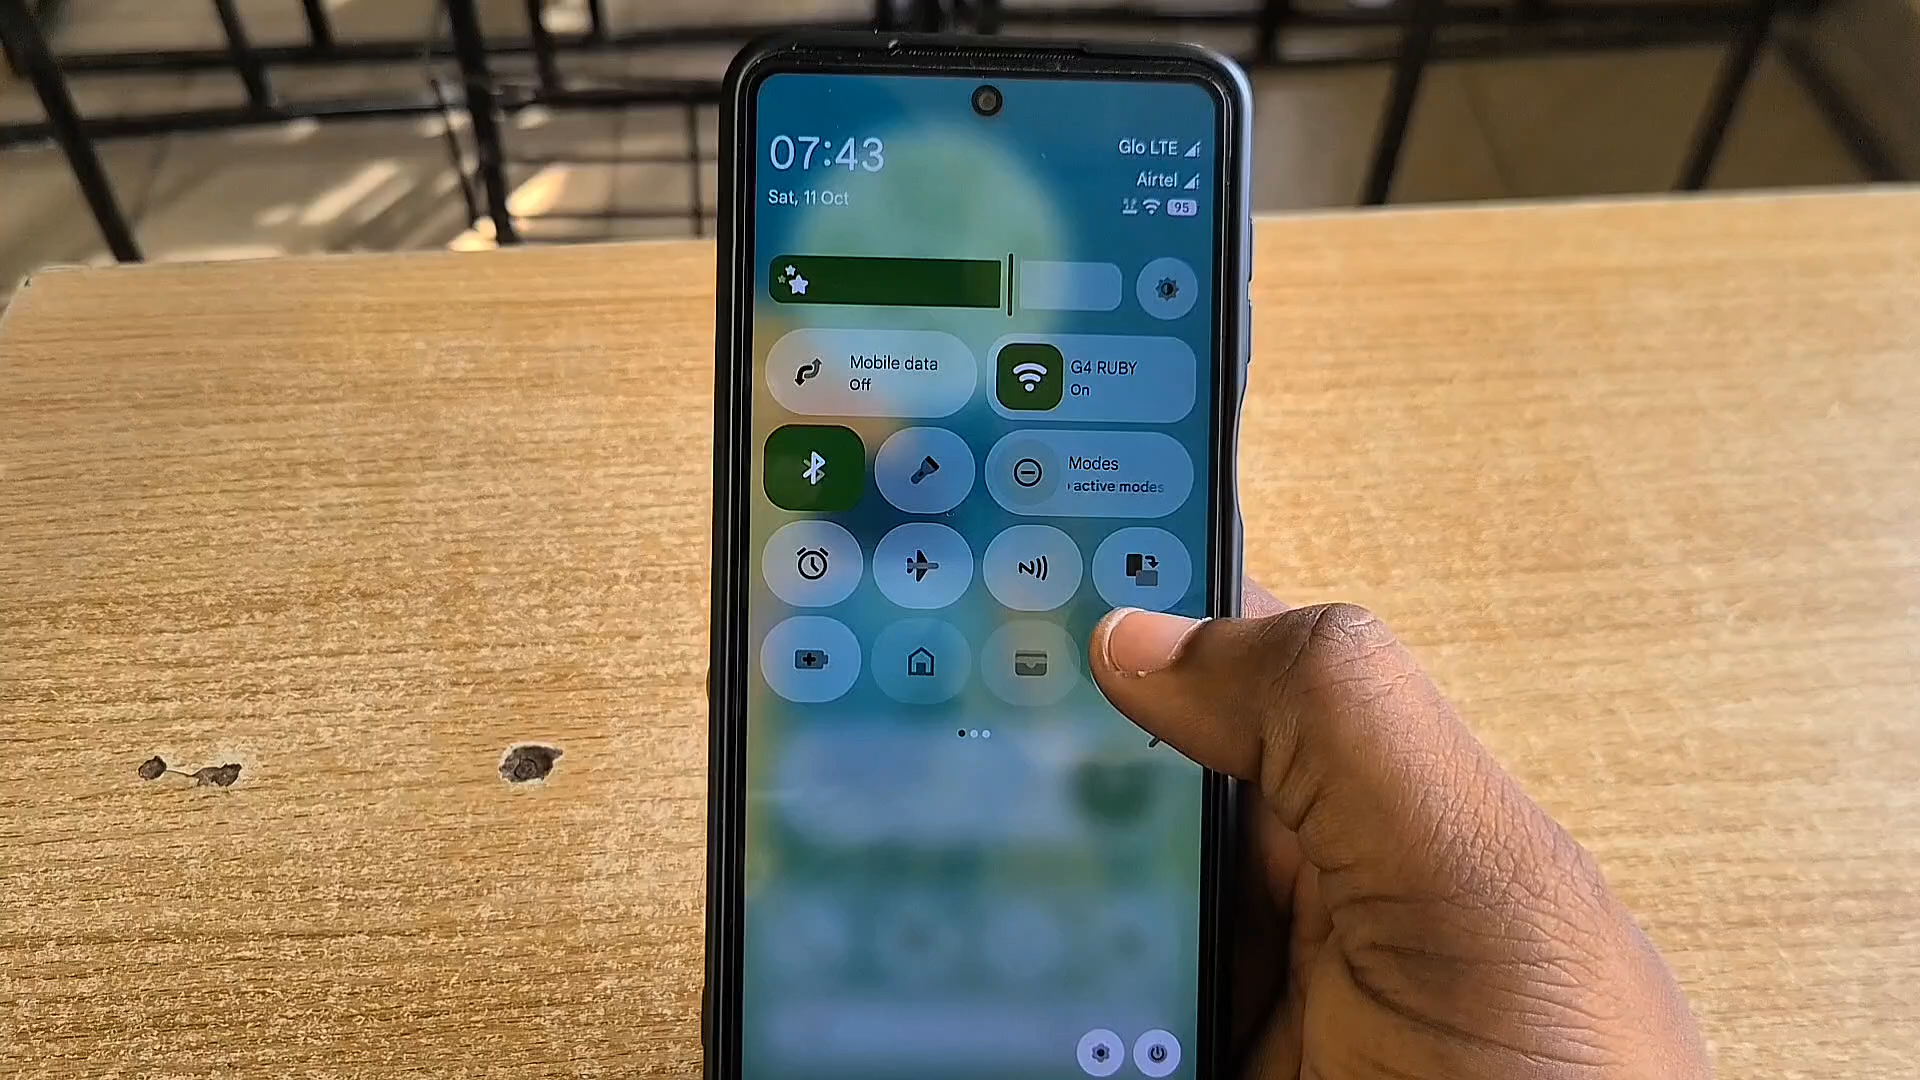 07:43
Sat, 11 Oct
Glo LTE
Airtel
95
Mobile data
Off
G4 RUBY
On
Modes
active modes